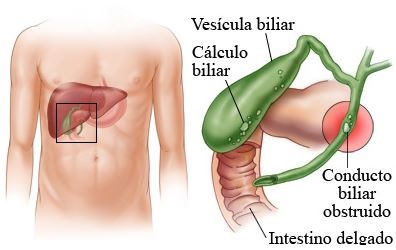 Vesícula biliar
Cálculo
biliar
Conducto
biliar
obstruido
Intestino delgado